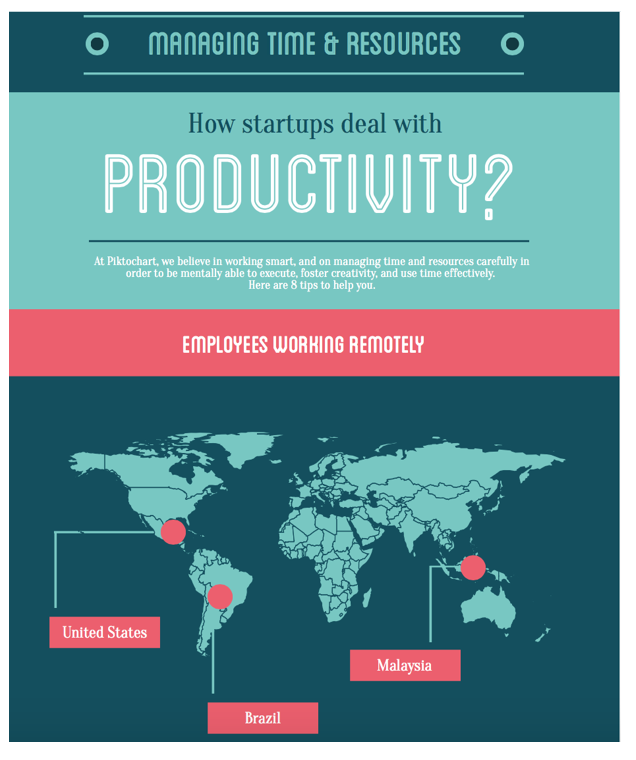 MANAGING TIME & RESOURCES
How startups deal with
PRODUCTIVITY?
At Piktochart, we believe in working smart, and on managing time and resources carefully in
order to be mentally able to execute, foster creativity, and use time effectively.
Here are 8 tips to help you.
EMPLOYEES WORKING REMOTELY
United States
Malaysia
Brazil